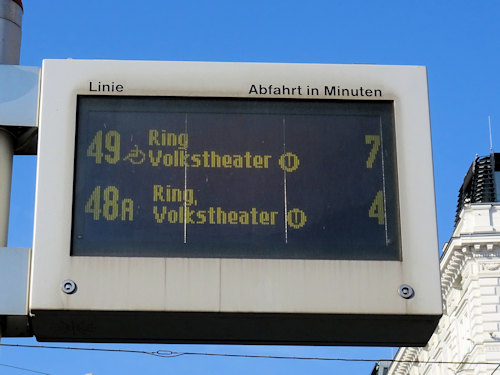 Linie Abfahrt in Minuten
49 Ring 7
Volkstheater
48A Ring, 4
Volkstheater